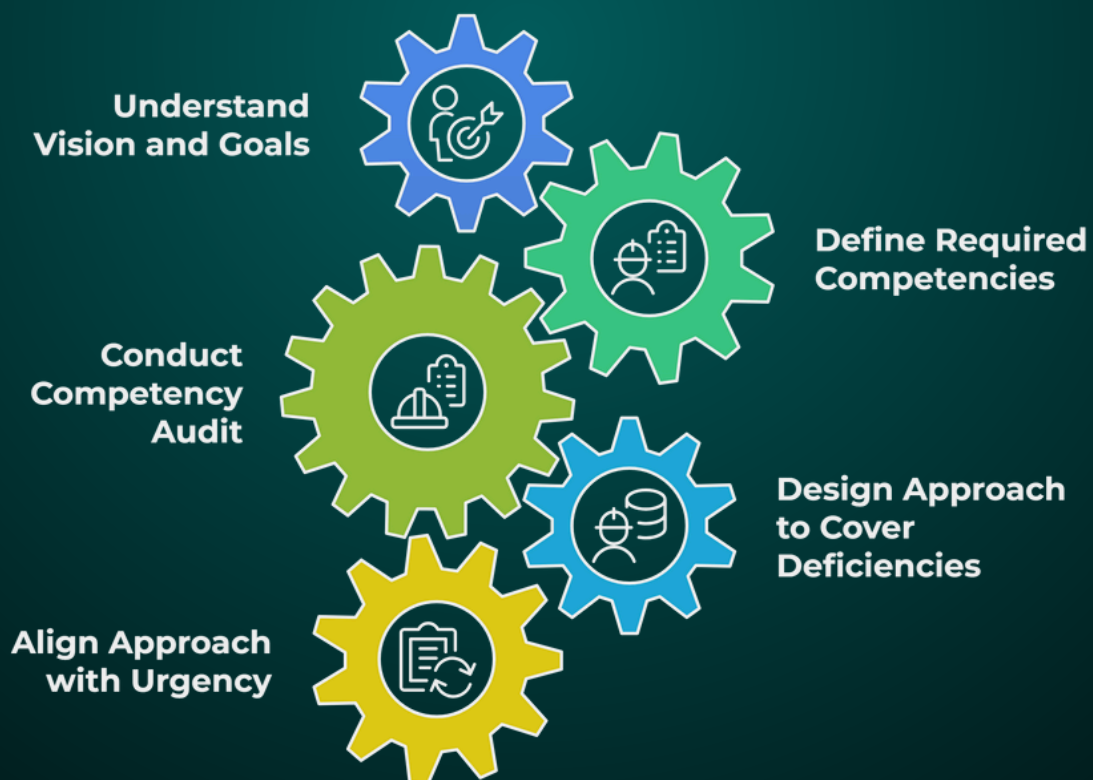 Understand
Vision and Goals
Define Required
Competencies
Conduct
Competency
Audit
Design Approach
to Cover
Deficiencies
Align Approach
with Urgency